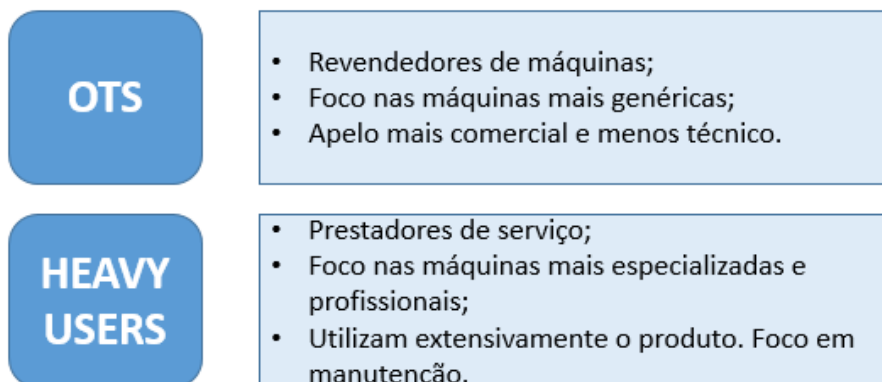 OTS
• Revendedores de máquinas;
• Foco nas máquinas mais genéricas;
• Apelo mais comercial e menos técnico.
HEAVY
USERS
• Prestadores de serviço;
• Foco nas máquinas mais especializadas e
profissionais;
• Utilizam extensivamente o produto. Foco em
manutenção.